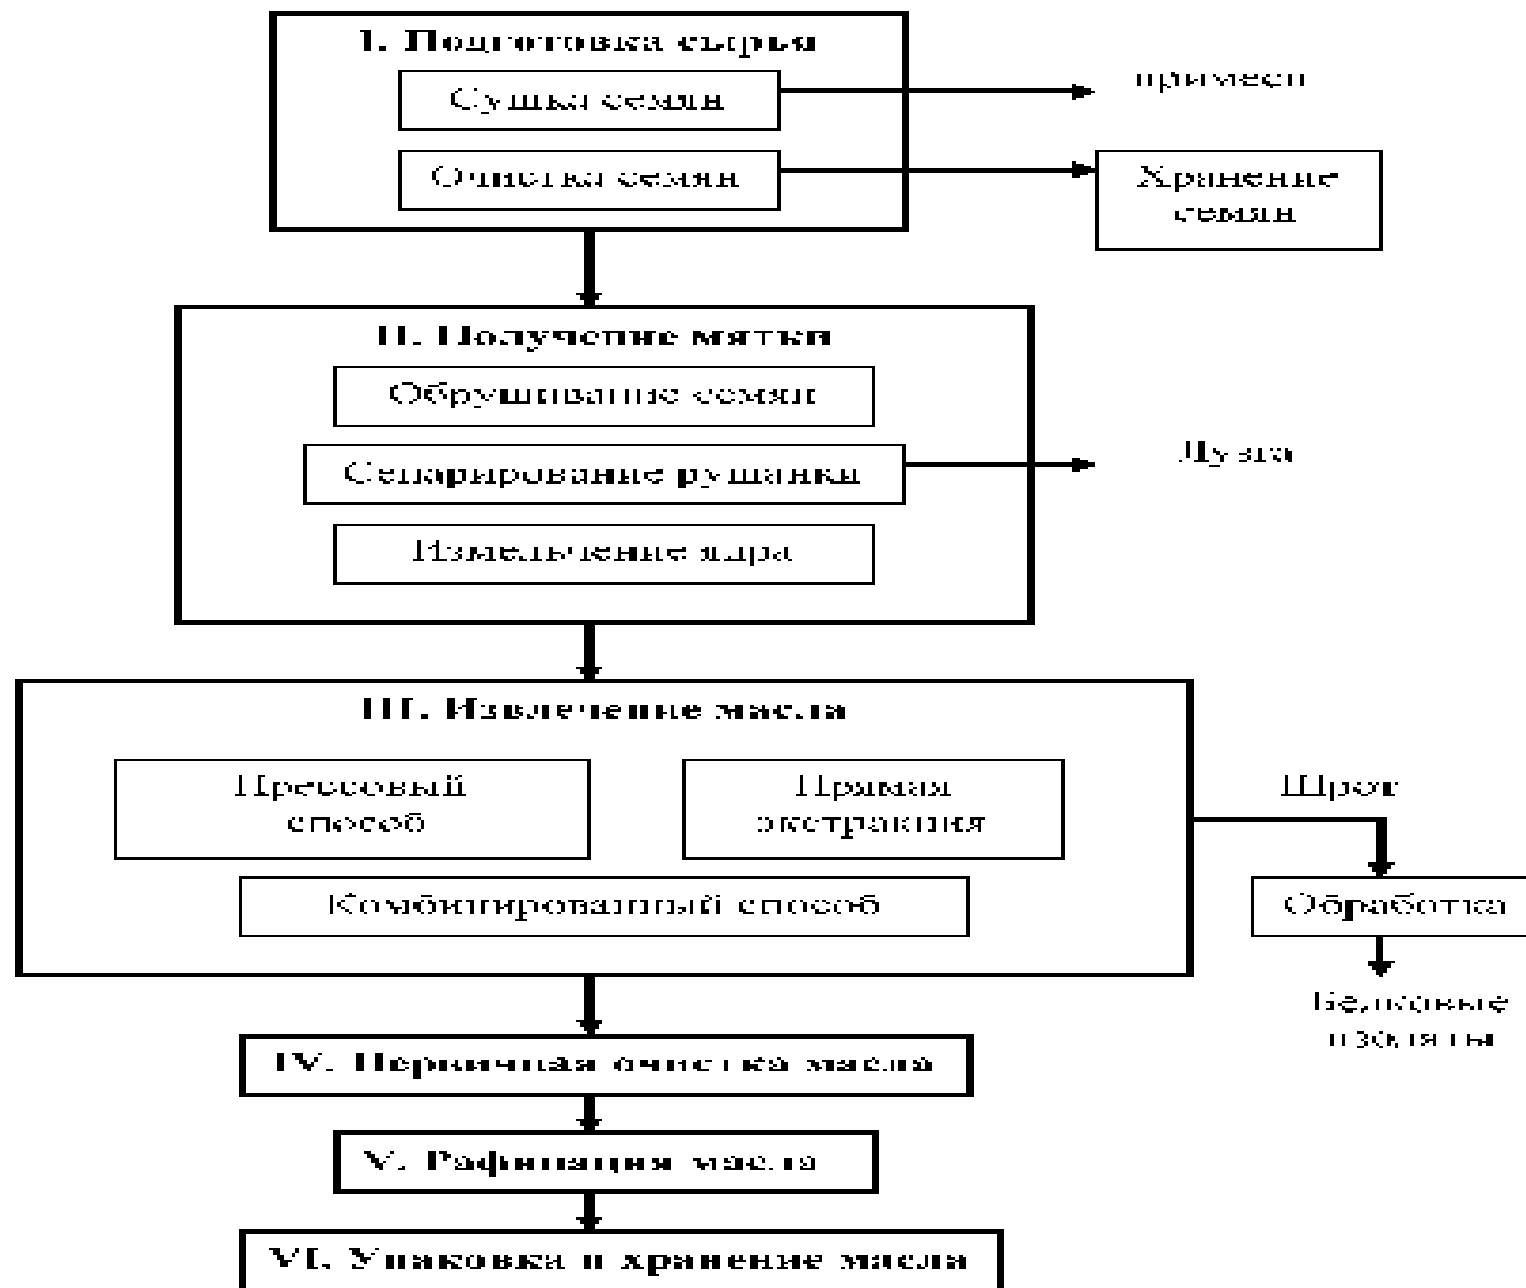 I. Подготовка сырья
Сушка семян
примеси
Очистка семян
Хранение
семян
II. Получение мятки
Обрушивание семян
Сепарирование рушанки
Лузга
Измельчение ядра
III. Извлечение масла
Прессовый
способ
Прямая
экстракция
Шрот
Комбинированный способ
Обработка
Белковые
изоляты
IV. Первичная очистка масла
V. Рафинация масла
VI. Упаковка и хранение масла